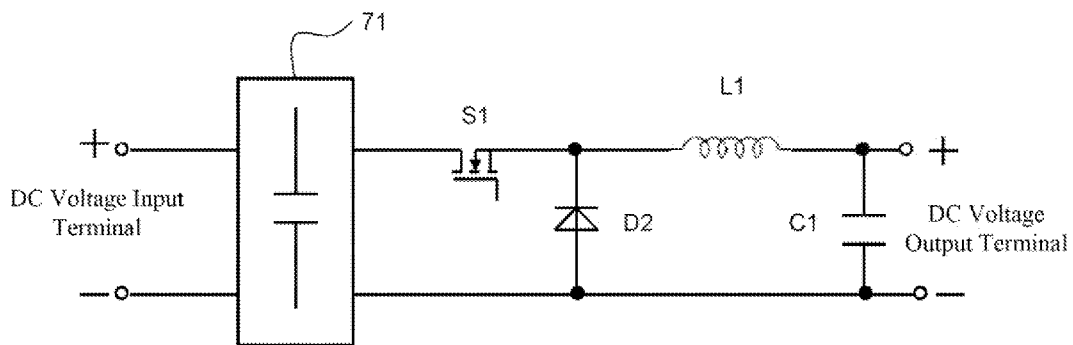 71
L1
S1
+
+
DC Voltage Input
Terminal
D2
C1
DC Voltage
Output Terminal
−
−